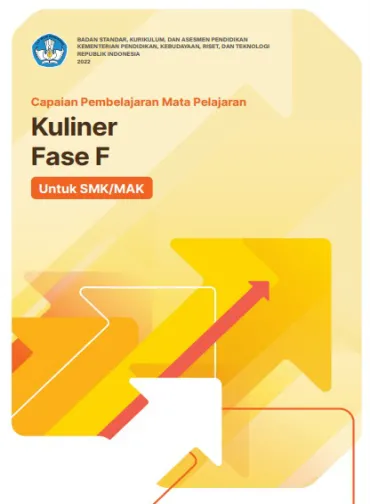 BADAN STANDAR, KURIKULUM, DAN ASESMEN PENDIDIKAN
KEMENTERIAN PENDIDIKAN, KEBUDAYAAN, RISET, DAN TEKNOLOGI
REPUBLIK INDONESIA
2022
Capaian Pembelajaran Mata Pelajaran
Kuliner
Fase F
Untuk SMK/MAK